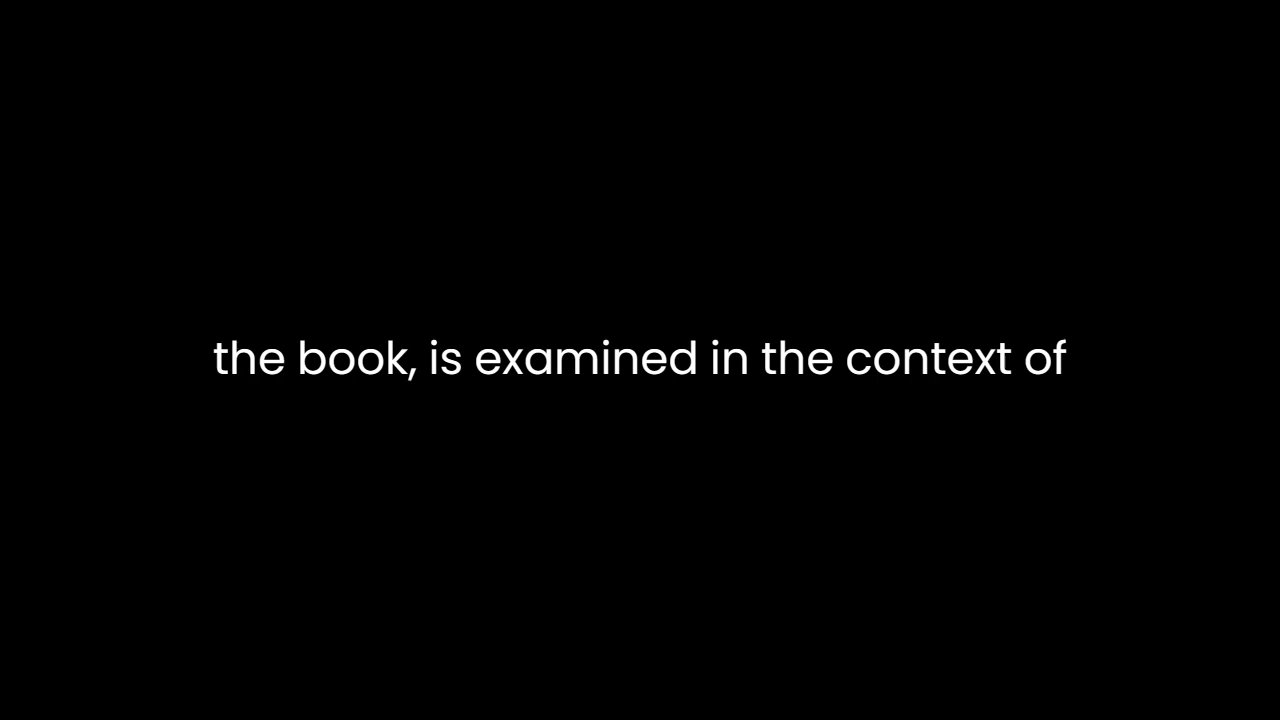 the book, is examined in the context of